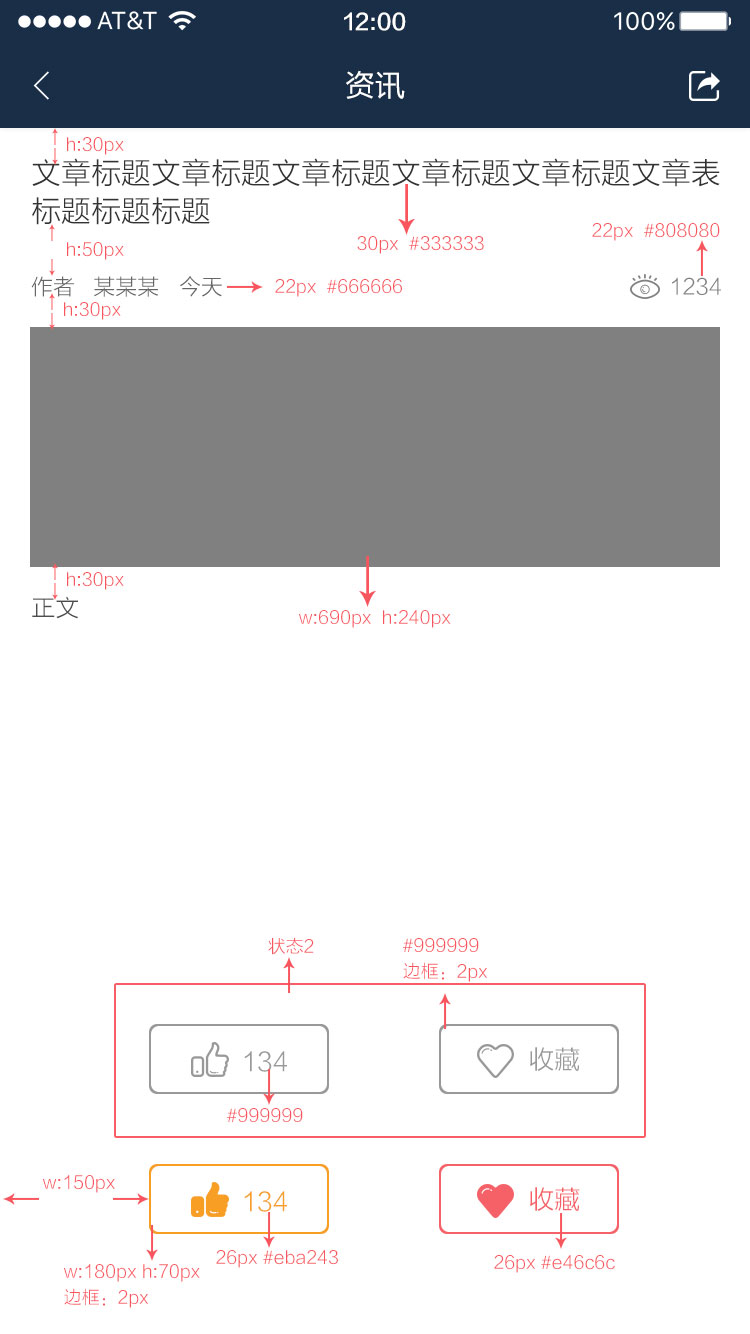 AT&T 12:00 100%
资讯
h:30px
文章标题文章标题文章标题文章标题文章标题文章表
标题标题标题
22px #808080
30px #333333
h:50px
作者 某某某 今天
22px #666666
1234
h:30px
h:30px
正文
w:690px h:240px
状态2
#999999
边框：2px
134
收藏
#999999
w:150px
134
收藏
26px #eba243
26px #e46c6c
w:180px h:70px
边框：2px